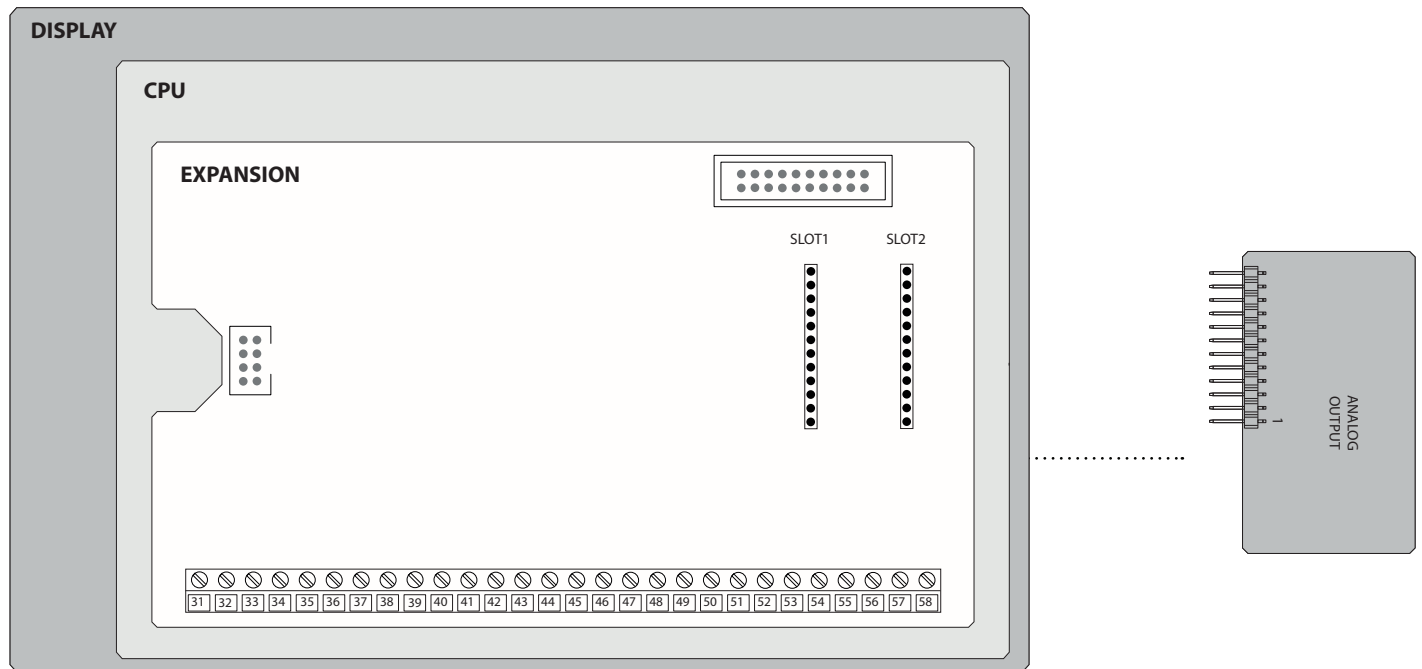 DISPLAY
CPU
EXPANSION
SLOT1 SLOT2
ANALOG
OUTPUT
1
31 32 33 34 35 36 37 38 39 40 41 42 43 44 45 46 47 48 49 50 51 52 53 54 55 56 57 58